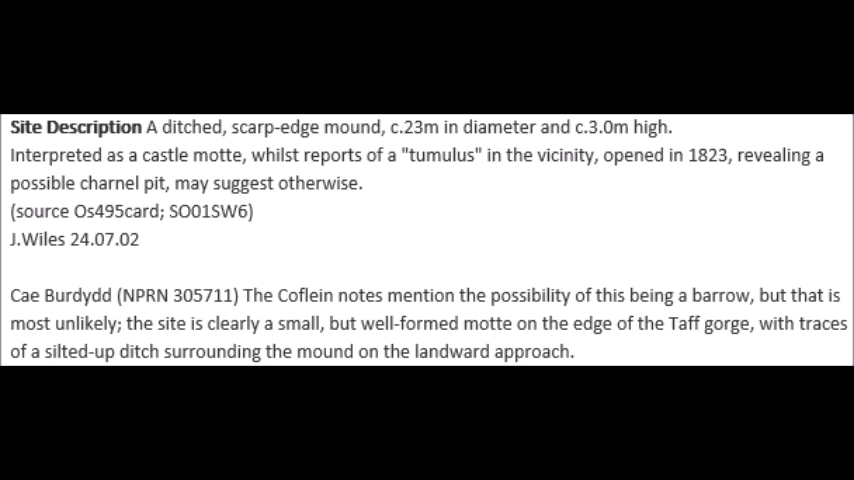 Site Description A ditched, scarp-edge mound, c.23m in diameter and c.3.0m high.
Interpreted as a castle motte, whilst reports of a "tumulus" in the vicinity, opened in 1823, revealing a
possible charnel pit, may suggest otherwise.
(source Os495card; SO01SW6)
J.Wiles 24.07.02
Cae Burdydd (NPRN 305711) The Coflein notes mention the possibility of this being a barrow, but that is
most unlikely; the site is clearly a small, but well-formed motte on the edge of the Taff gorge, with traces
of a silted-up ditch surrounding the mound on the landward approach.